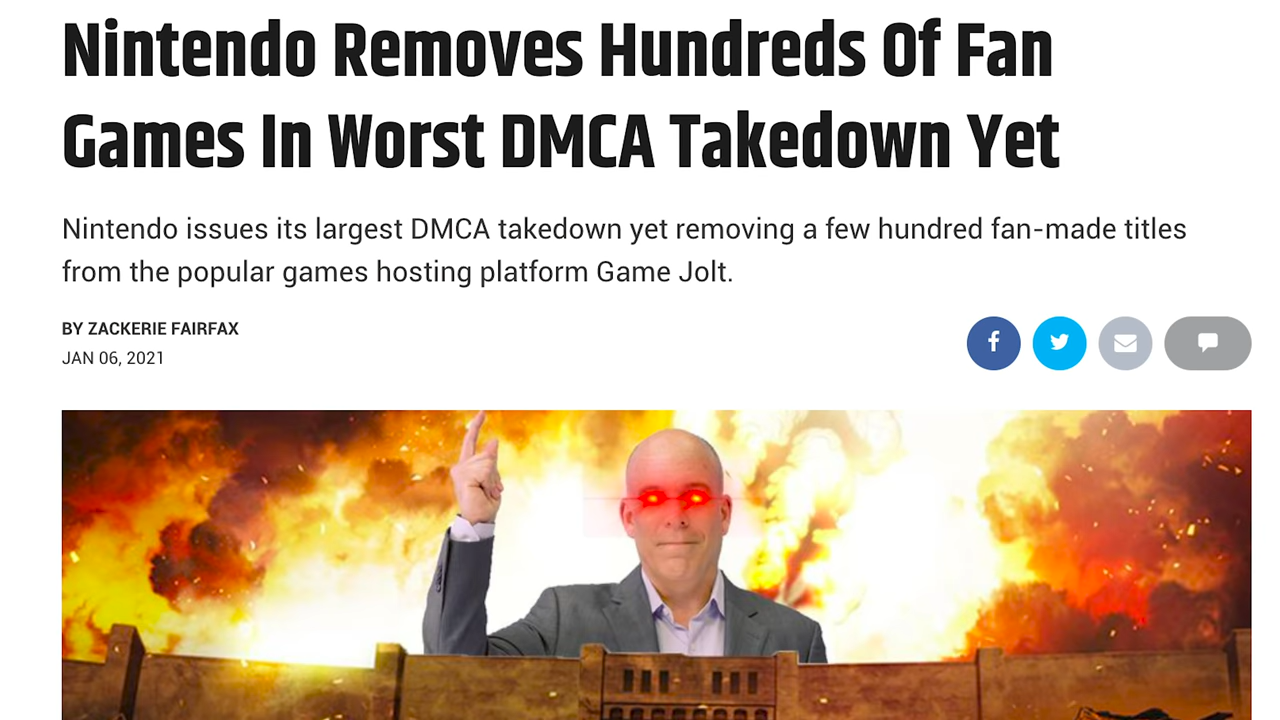 Nintendo Removes Hundreds Of Fan
Games In Worst DMCA Takedown Yet
Nintendo issues its largest DMCA takedown yet removing a few hundred fan-made titles
from the popular games hosting platform Game Jolt.
BY ZACKERIE FAIRFAX
JAN 06, 2021